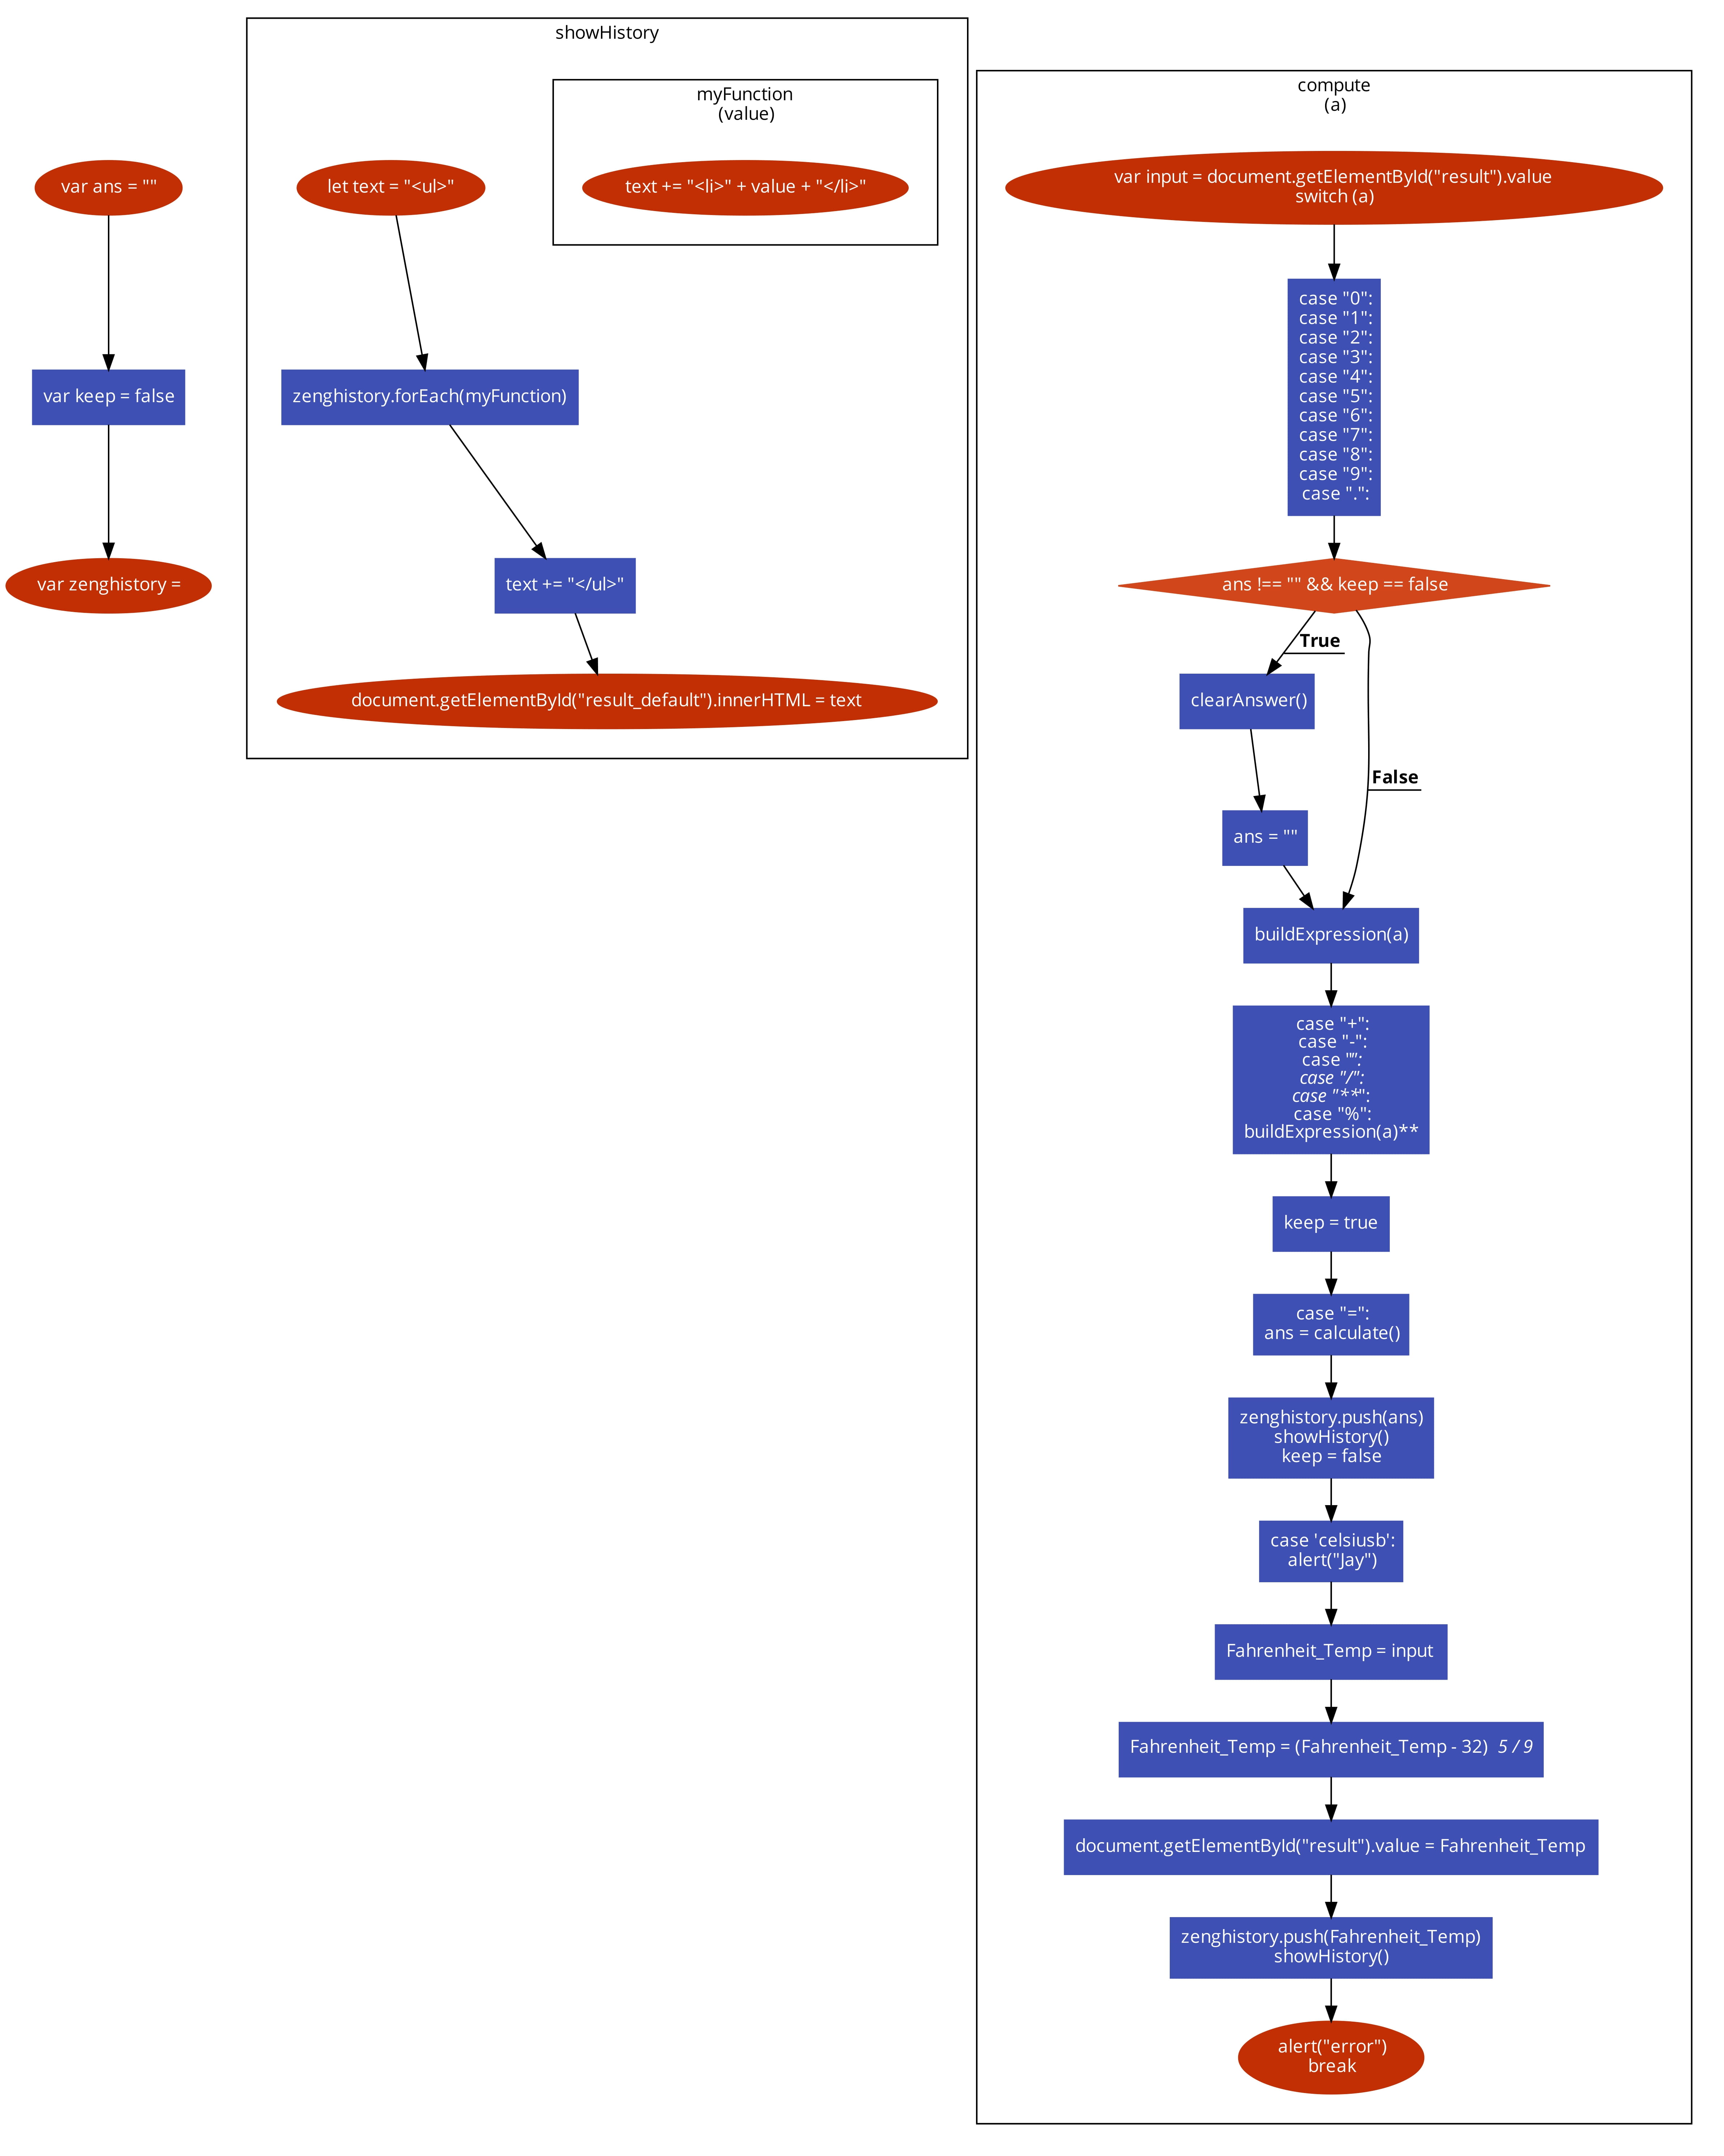 var ans = ""
var keep = false
var zenghistory =
showHistory
let text = "<ul>"
zenghistory.forEach(myFunction)
text += "</ul>"
document.getElementById("result_default").innerHTML = text
myFunction
(value)
text += "<li>" + value + "</li>"
compute
(a)
var input = document.getElementById("result").value
switch (a)
case "0":
case "1":
case "2":
case "3":
case "4":
case "5":
case "6":
case "7":
case "8":
case "9":
case ".":
ans !== "" && keep == false
True
clearAnswer()
False
ans = ""
buildExpression(a)
case "+":
case "-":
case "":
case "/":
case "**":
case "%":
buildExpression(a)**
keep = true
case "=":
ans = calculate()
zenghistory.push(ans)
showHistory()
keep = false
case 'celsiusb':
alert("Jay")
Fahrenheit_Temp = input
Fahrenheit_Temp = (Fahrenheit_Temp - 32) 5 / 9
document.getElementById("result").value = Fahrenheit_Temp
zenghistory.push(Fahrenheit_Temp)
showHistory()
alert("error")
break